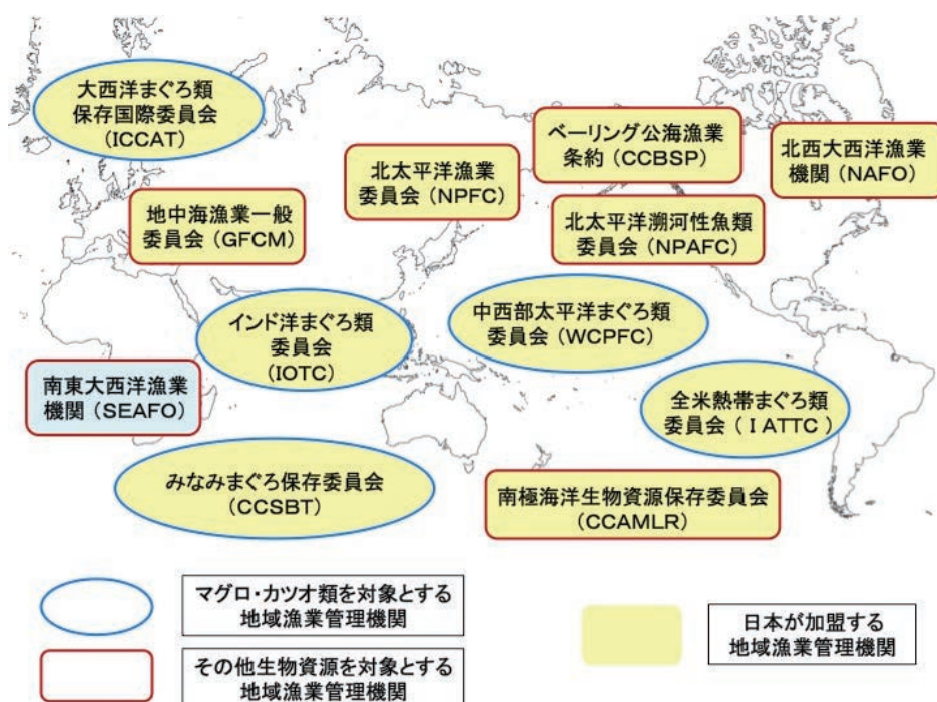 大西洋まぐろ類
保存国際委員会
(ICCAT)
ベーリング公海漁業
条約(CCBSP)
北西大西洋漁業
機関(NAFO)
北太平洋漁業
委員会(NPFC)
地中海漁業一般
委員会(GFCM)
北太平洋溯河性魚類
委員会(NPAFC)
インド洋まぐろ類
委員会
(IOTC)
中西部太平洋まぐろ類
委員会(WCPFC)
南東大西洋漁業
機関(SEAFO)
全米熱帯まぐろ類
委員会(IATTC)
みなみまぐろ保存委員会
(CCSBT)
南極海洋生物資源保存委員会
(CCAMLR)
マグロ・カツオ類を対象とする
地域漁業管理機関
日本が加盟する
地域漁業管理機関
その他生物資源を対象とする
地域漁業管理機関